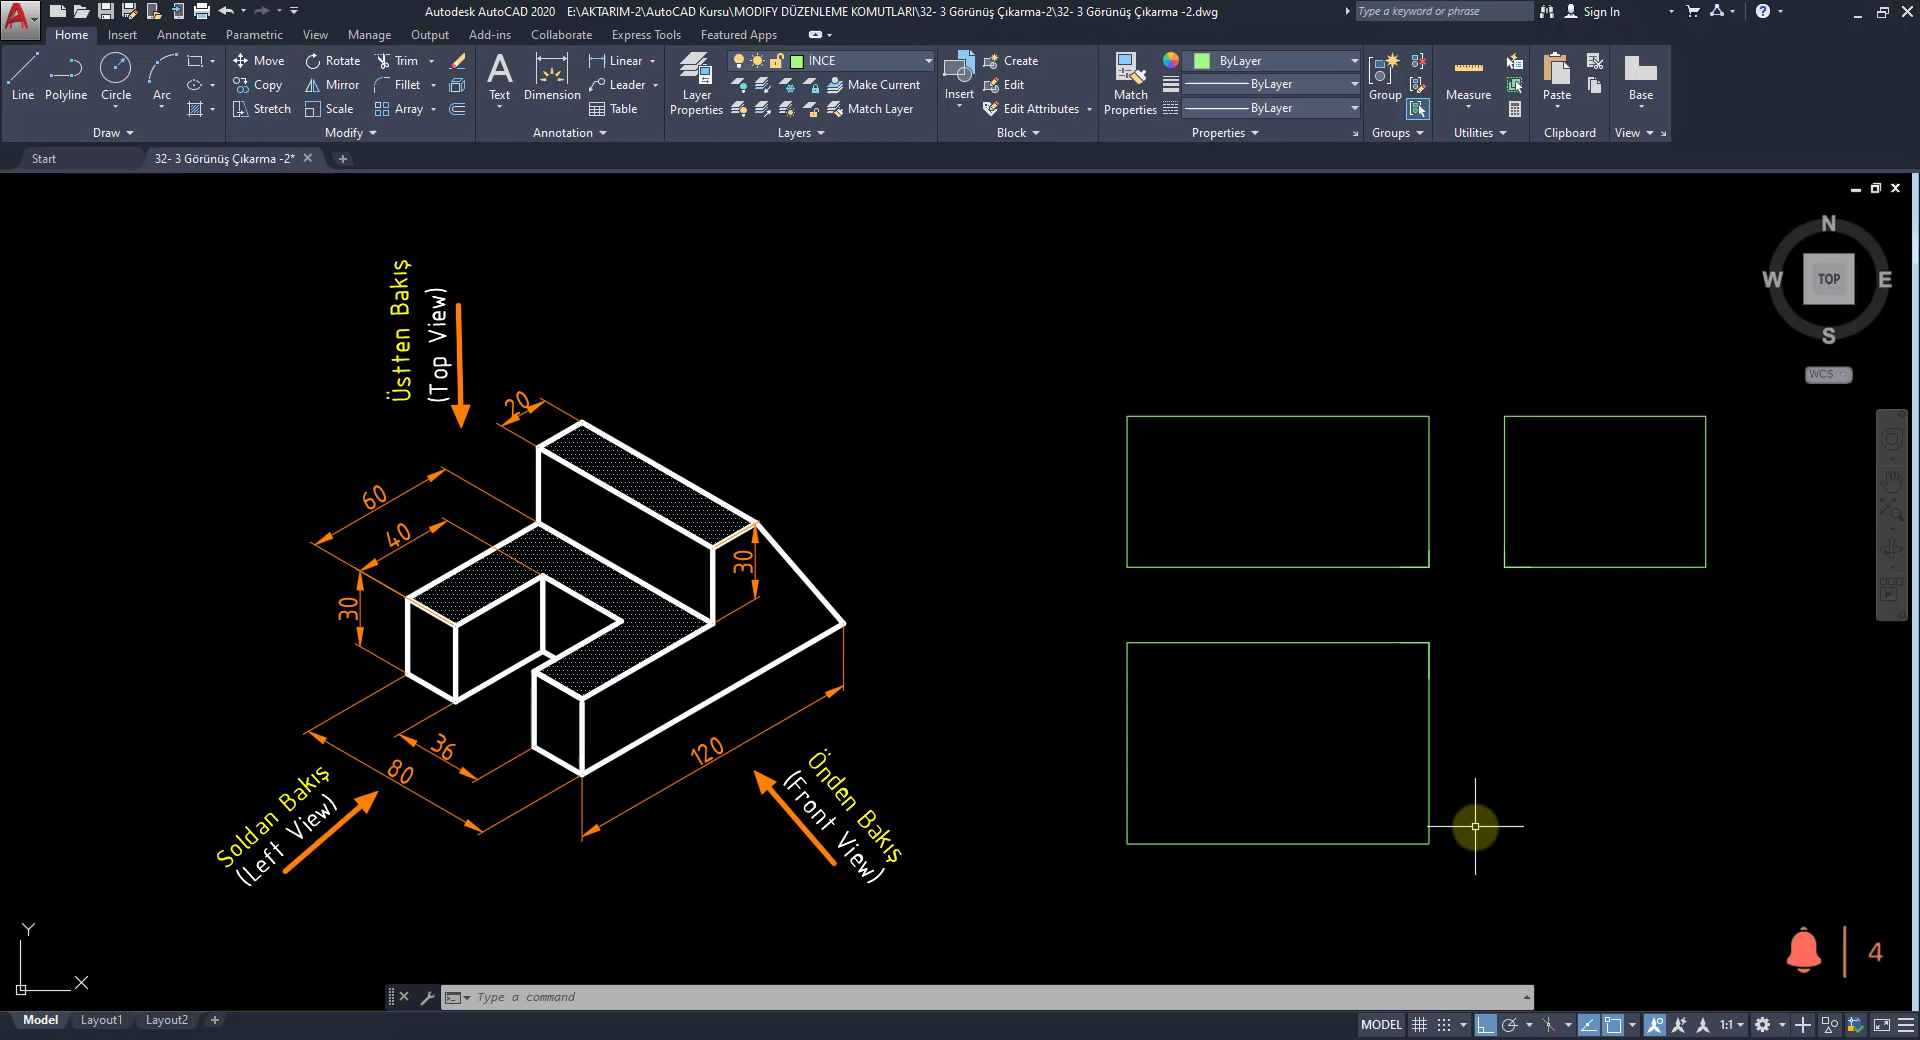 Autodesk AutoCAD 2020 E:\AKTARIM-2\AutoCAD Kursu\MODIFY DÜZENLEME KOMUTLARI\32- 3 Görünüş Çıkarma-2\32- 3 Görünüş Çıkarma -2.dwg
Type a keyword or phrase
Sign In
Home Insert Annotate Parametric View Manage Output Add-ins Collaborate Express Tools Featured Apps
Line
Polyline
Circle
Arc
Draw
Move
Rotate
Trim
Copy
Mirror
Fillet
Stretch
Scale
Array
Modify
Text
Dimension
Linear
Leader
Table
Annotation
Layer
Properties
İNCE
Make Current
Match Layer
Layers
Insert
Create
Edit
Edit Attributes
Block
Match
Properties
ByLayer
ByLayer
ByLayer
Properties
Group
Groups
Measure
Utilities
Paste
Clipboard
Base
View
Start
32- 3 Görünüş Çıkarma -2*
N
W
TOP
E
S
WCS
Üstten Bakış
(Top View)
20
60
40
30
30
36
80
120
Soldan Bakış
(Left View)
Önden Bakış
(Front View)
Y
X
4
Type a command
Model Layout1 Layout2
MODEL
1:1